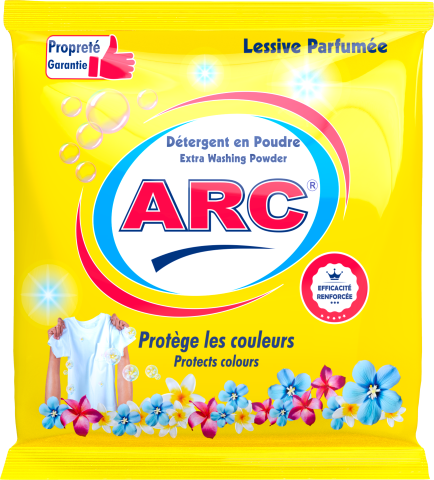 Propreté
Garantie
Lessive Parfumée
Détergent en Poudre
Extra Washing Powder
ARC®
EFFICACITÉ
RENFORCÉE
Protège les couleurs
Protects colours